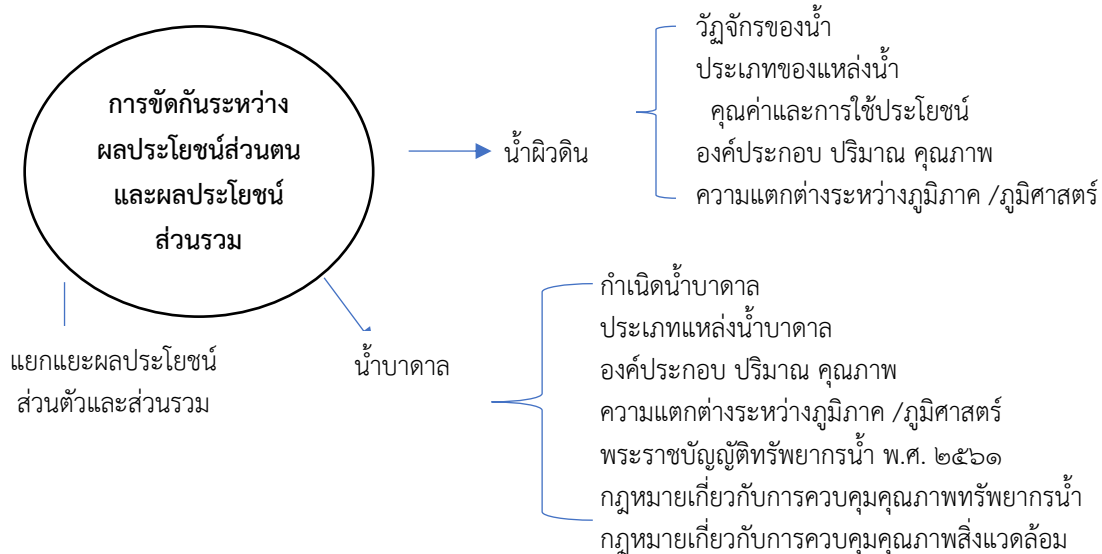 การขัดกันระหว่าง
ผลประโยชน์ส่วนตน
และผลประโยชน์
ส่วนรวม
น้ำผิวดิน
วัฏจักรของน้ำ
ประเภทของแหล่งน้ำ
คุณค่าและการใช้ประโยชน์
องค์ประกอบ ปริมาณ คุณภาพ
ความแตกต่างระหว่างภูมิภาค /ภูมิศาสตร์
แยกแยะผลประโยชน์
ส่วนตัวและส่วนรวม
น้ำบาดาล
กำเนิดน้ำบาดาล
ประเภทแหล่งน้ำบาดาล
องค์ประกอบ ปริมาณ คุณภาพ
ความแตกต่างระหว่างภูมิภาค /ภูมิศาสตร์
พระราชบัญญัติทรัพยากรน้ำ พ.ศ. ๒๕๖๑
กฎหมายเกี่ยวกับการควบคุมคุณภาพทรัพยากรน้ำ
กฎหมายเกี่ยวกับการควบคุมคุณภาพสิ่งแวดล้อม